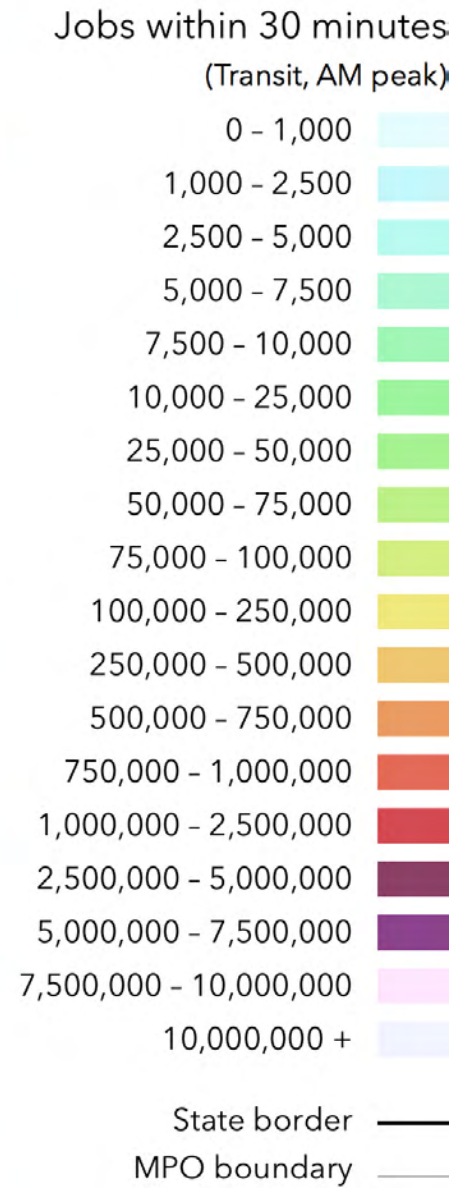 Jobs within 30 minutes
(Transit, AM peak)
0 – 1,000
1,000 – 2,500
2,500 – 5,000
5,000 – 7,500
7,500 – 10,000
10,000 – 25,000
25,000 – 50,000
50,000 – 75,000
75,000 – 100,000
100,000 – 250,000
250,000 – 500,000
500,000 – 750,000
750,000 – 1,000,000
1,000,000 – 2,500,000
2,500,000 – 5,000,000
5,000,000 – 7,500,000
7,500,000 – 10,000,000
10,000,000 +
State border
MPO boundary